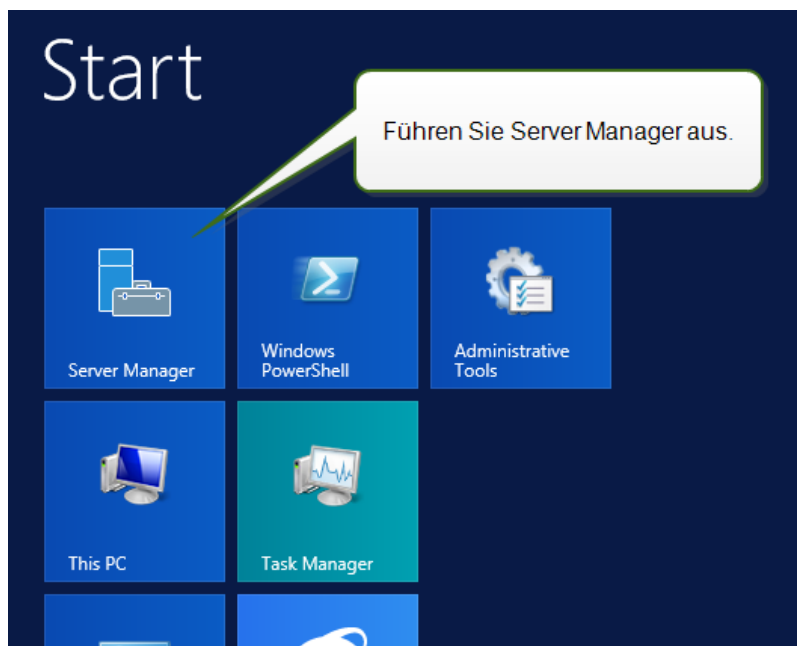 Start
Führen Sie Server Manager aus.
Server Manager
Windows
PowerShell
Administrative
Tools
This PC
Task Manager